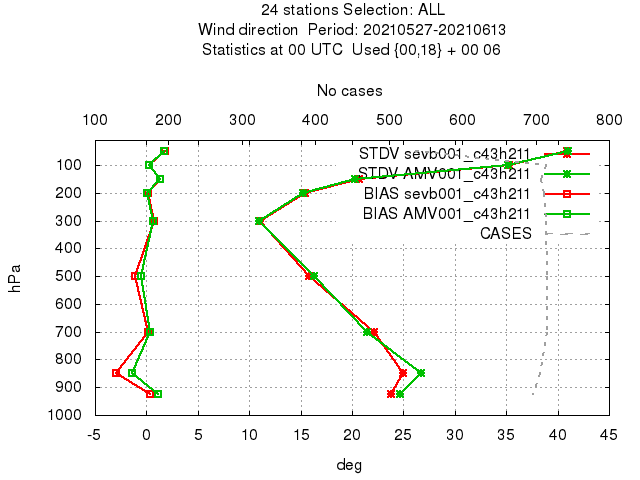 24 stations Selection: ALL
Wind direction  Period: 20210527-20210613
Statistics at 00 UTC  Used {00,18} + 00 06
No cases
100 200 300 400 500 600 700 800
STDV sevb001_c43h211
STDV AMV001_c43h211
BIAS sevb001_c43h211
BIAS AMV001_c43h211
CASES
hPa
100
200
300
400
500
600
700
800
900
1000
-5 0 5 10 15 20 25 30 35 40 45
deg